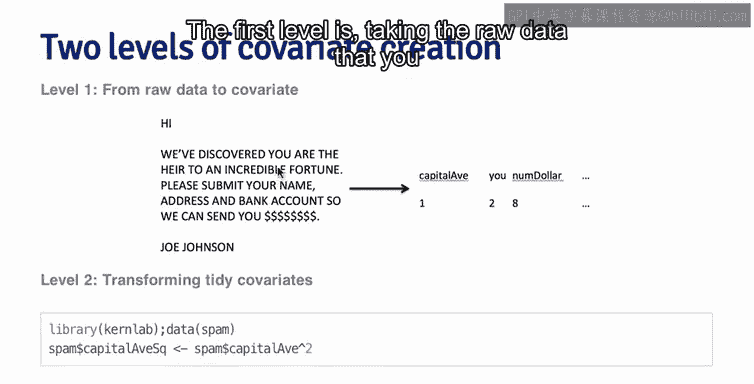 Two levels of covariate creation
The first level is, taking the raw data
that you
Level 1: From raw data to covariate
HI
WE'VE DISCOVERED YOU ARE THE
HEIR TO AN INCREDIBLE FORTUNE.
PLEASE SUBMIT YOUR NAME,
ADDRESS AND BANK ACCOUNT SO
WE CAN SEND YOU $$$$$$$$.
JOE JOHNSON
capitalAve you numDollar ...
1 2 8 ...
Level 2: Transforming tidy covariates
library(kernlab);data(spam)
spam$capitalAveSq <- spam$capitalAve^2